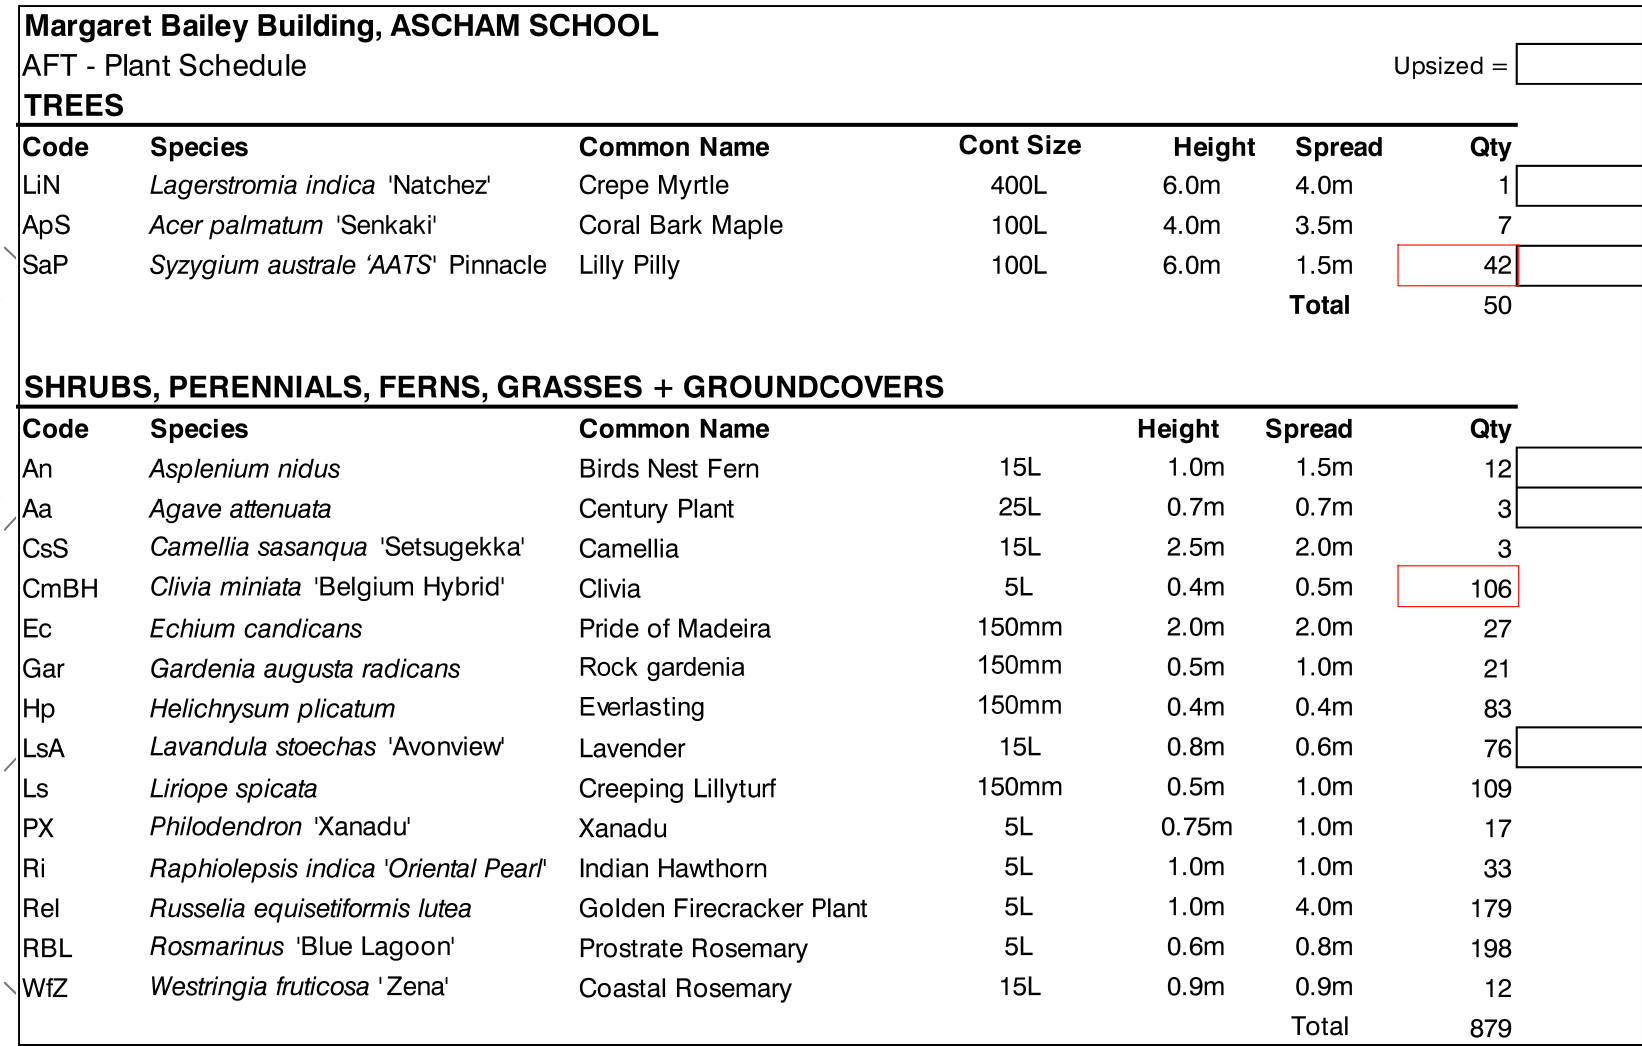 Margaret Bailey Building, ASCHAM SCHOOL
AFT - Plant Schedule Upsized =
TREES
Code Species Common Name Cont Size Height Spread Qty
LiN Lagerstromia indica 'Natchez' Crepe Myrtle 400L 6.0m 4.0m 1
ApS Acer palmatum 'Senkaki' Coral Bark Maple 100L 4.0m 3.5m 7
SaP Syzygium australe ‘AATS' Pinnacle Lilly Pilly 100L 6.0m 1.5m 42
Total 50
SHRUBS, PERENNIALS, FERNS, GRASSES + GROUNDCOVERS
Code Species Common Name Height Spread Qty
An Asplenium nidus Birds Nest Fern 15L 1.0m 1.5m 12
Aa Agave attenuata Century Plant 25L 0.7m 0.7m 3
CsS Camellia sasanqua 'Setsugekka' Camellia 15L 2.5m 2.0m 3
CmBH Clivia miniata 'Belgium Hybrid' Clivia 5L 0.4m 0.5m 106
Ec Echium candicans Pride of Madeira 150mm 2.0m 2.0m 27
Gar Gardenia augusta radicans Rock gardenia 150mm 0.5m 1.0m 21
Hp Helichrysum plicatum Everlasting 150mm 0.4m 0.4m 83
LsA Lavandula stoechas 'Avonview' Lavender 15L 0.8m 0.6m 76
Ls Liriope spicata Creeping Lillyturf 150mm 0.5m 1.0m 109
PX Philodendron 'Xanadu' Xanadu 5L 0.75m 1.0m 17
Ri Raphiolepsis indica 'Oriental Pearl' Indian Hawthorn 5L 1.0m 1.0m 33
Rel Russelia equisetiformis lutea Golden Firecracker Plant 5L 1.0m 4.0m 179
RBL Rosmarinus 'Blue Lagoon' Prostrate Rosemary 5L 0.6m 0.8m 198
WfZ Westringia fruticosa 'Zena' Coastal Rosemary 15L 0.9m 0.9m 12
Total 879